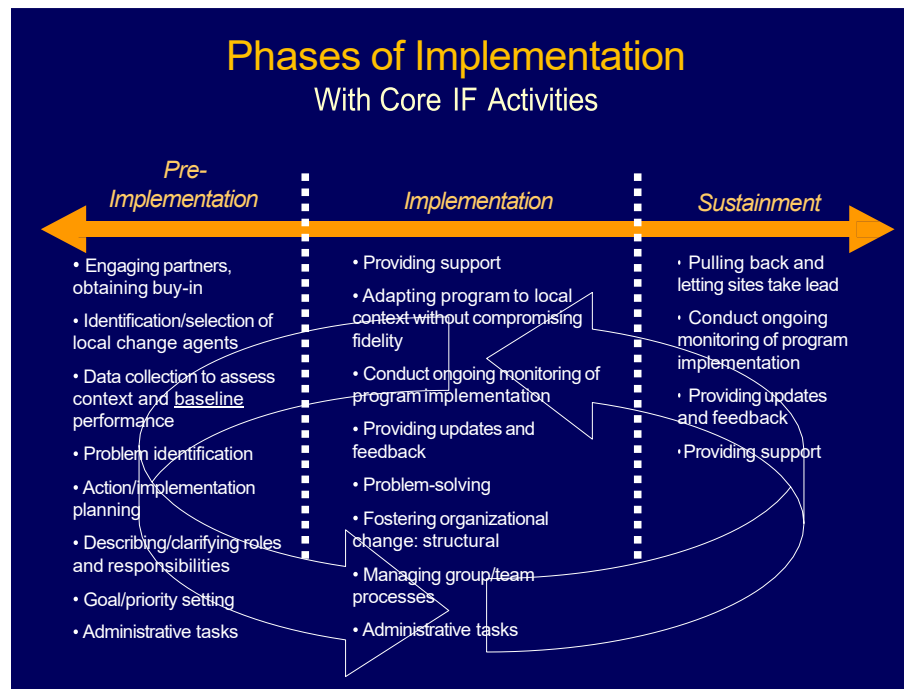 Phases of Implementation
With Core IF Activities
Pre-
Implementation
• Engaging partners,
obtaining buy-in
• Identification/selection of
local change agents
• Data collection to assess
context and baseline
performance
• Problem identification
• Action/implementation
planning
• Describing/clarifying roles
and responsibilities
• Goal/priority setting
• Administrative tasks
Implementation
• Providing support
• Adapting program to local
context without compromising
fidelity
• Conduct ongoing monitoring of
program implementation
• Providing updates and
feedback
• Problem-solving
• Fostering organizational
change: structural
• Managing group/team
processes
• Administrative tasks
Sustainment
• Pulling back and
letting sites take lead
• Conduct ongoing
monitoring of program
implementation
• Providing updates
and feedback
• Providing support